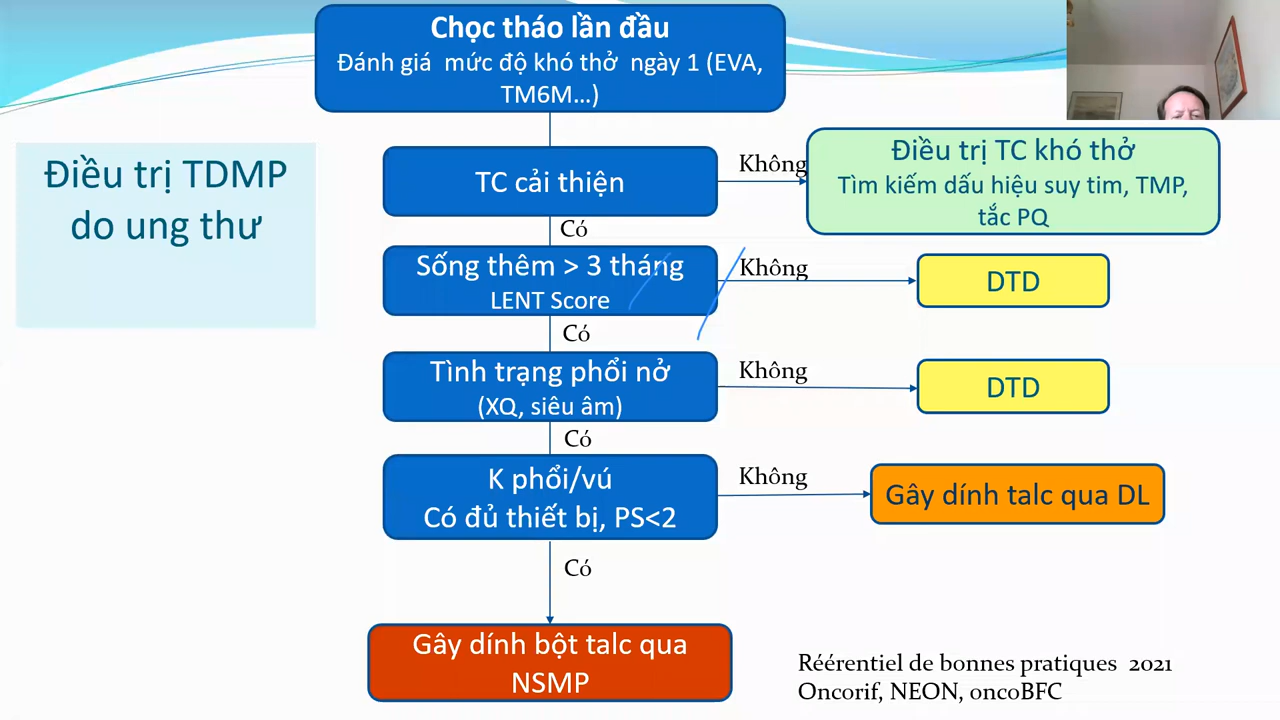 Chọc tháo lần đầu
Đánh giá mức độ khó thở ngày 1 (EVA,
TM6M...)
Điều trị TDMP
do ung thư
TC cải thiện
Không
Điều trị TC khó thở
Tìm kiếm dấu hiệu suy tim, TMP,
tắc PQ
Có
Sống thêm > 3 tháng
LENT Score
Không
DTD
Có
Tình trạng phổi nở
(XQ, siêu âm)
Không
DTD
Có
K phổi/vú
Có đủ thiết bị, PS<2
Không
Gây dính talc qua DL
Có
Gây dính bột talc qua
NSMP
Réérentiel de bonnes pratiques 2021
Oncorif, NEON, oncoBFC